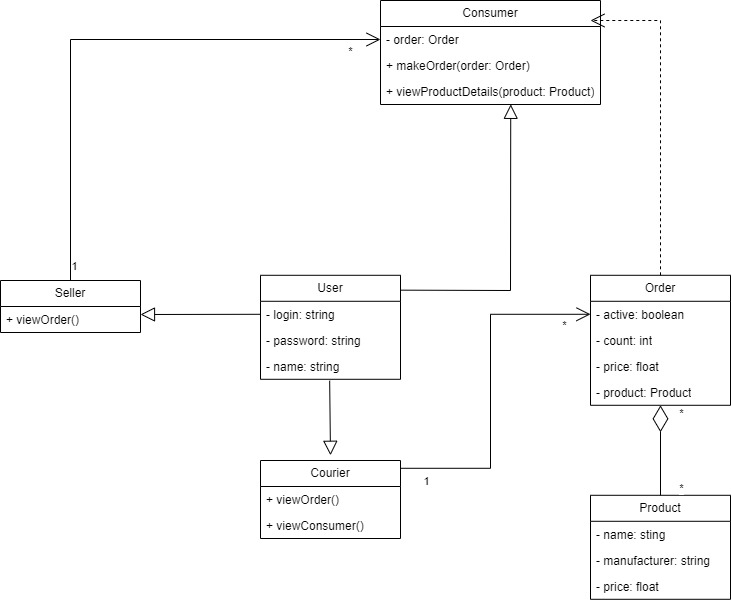 Consumer
- order: Order
+ makeOrder(order: Order)
+ viewProductDetails(product: Product)
*
1
Seller
+ viewOrder()
User
- login: string
- password: string
- name: string
Order
- active: boolean
- count: int
- price: float
- product: Product
*
*
Courier
+ viewOrder()
+ viewConsumer()
1
*
Product
- name: sting
- manufacturer: string
- price: float